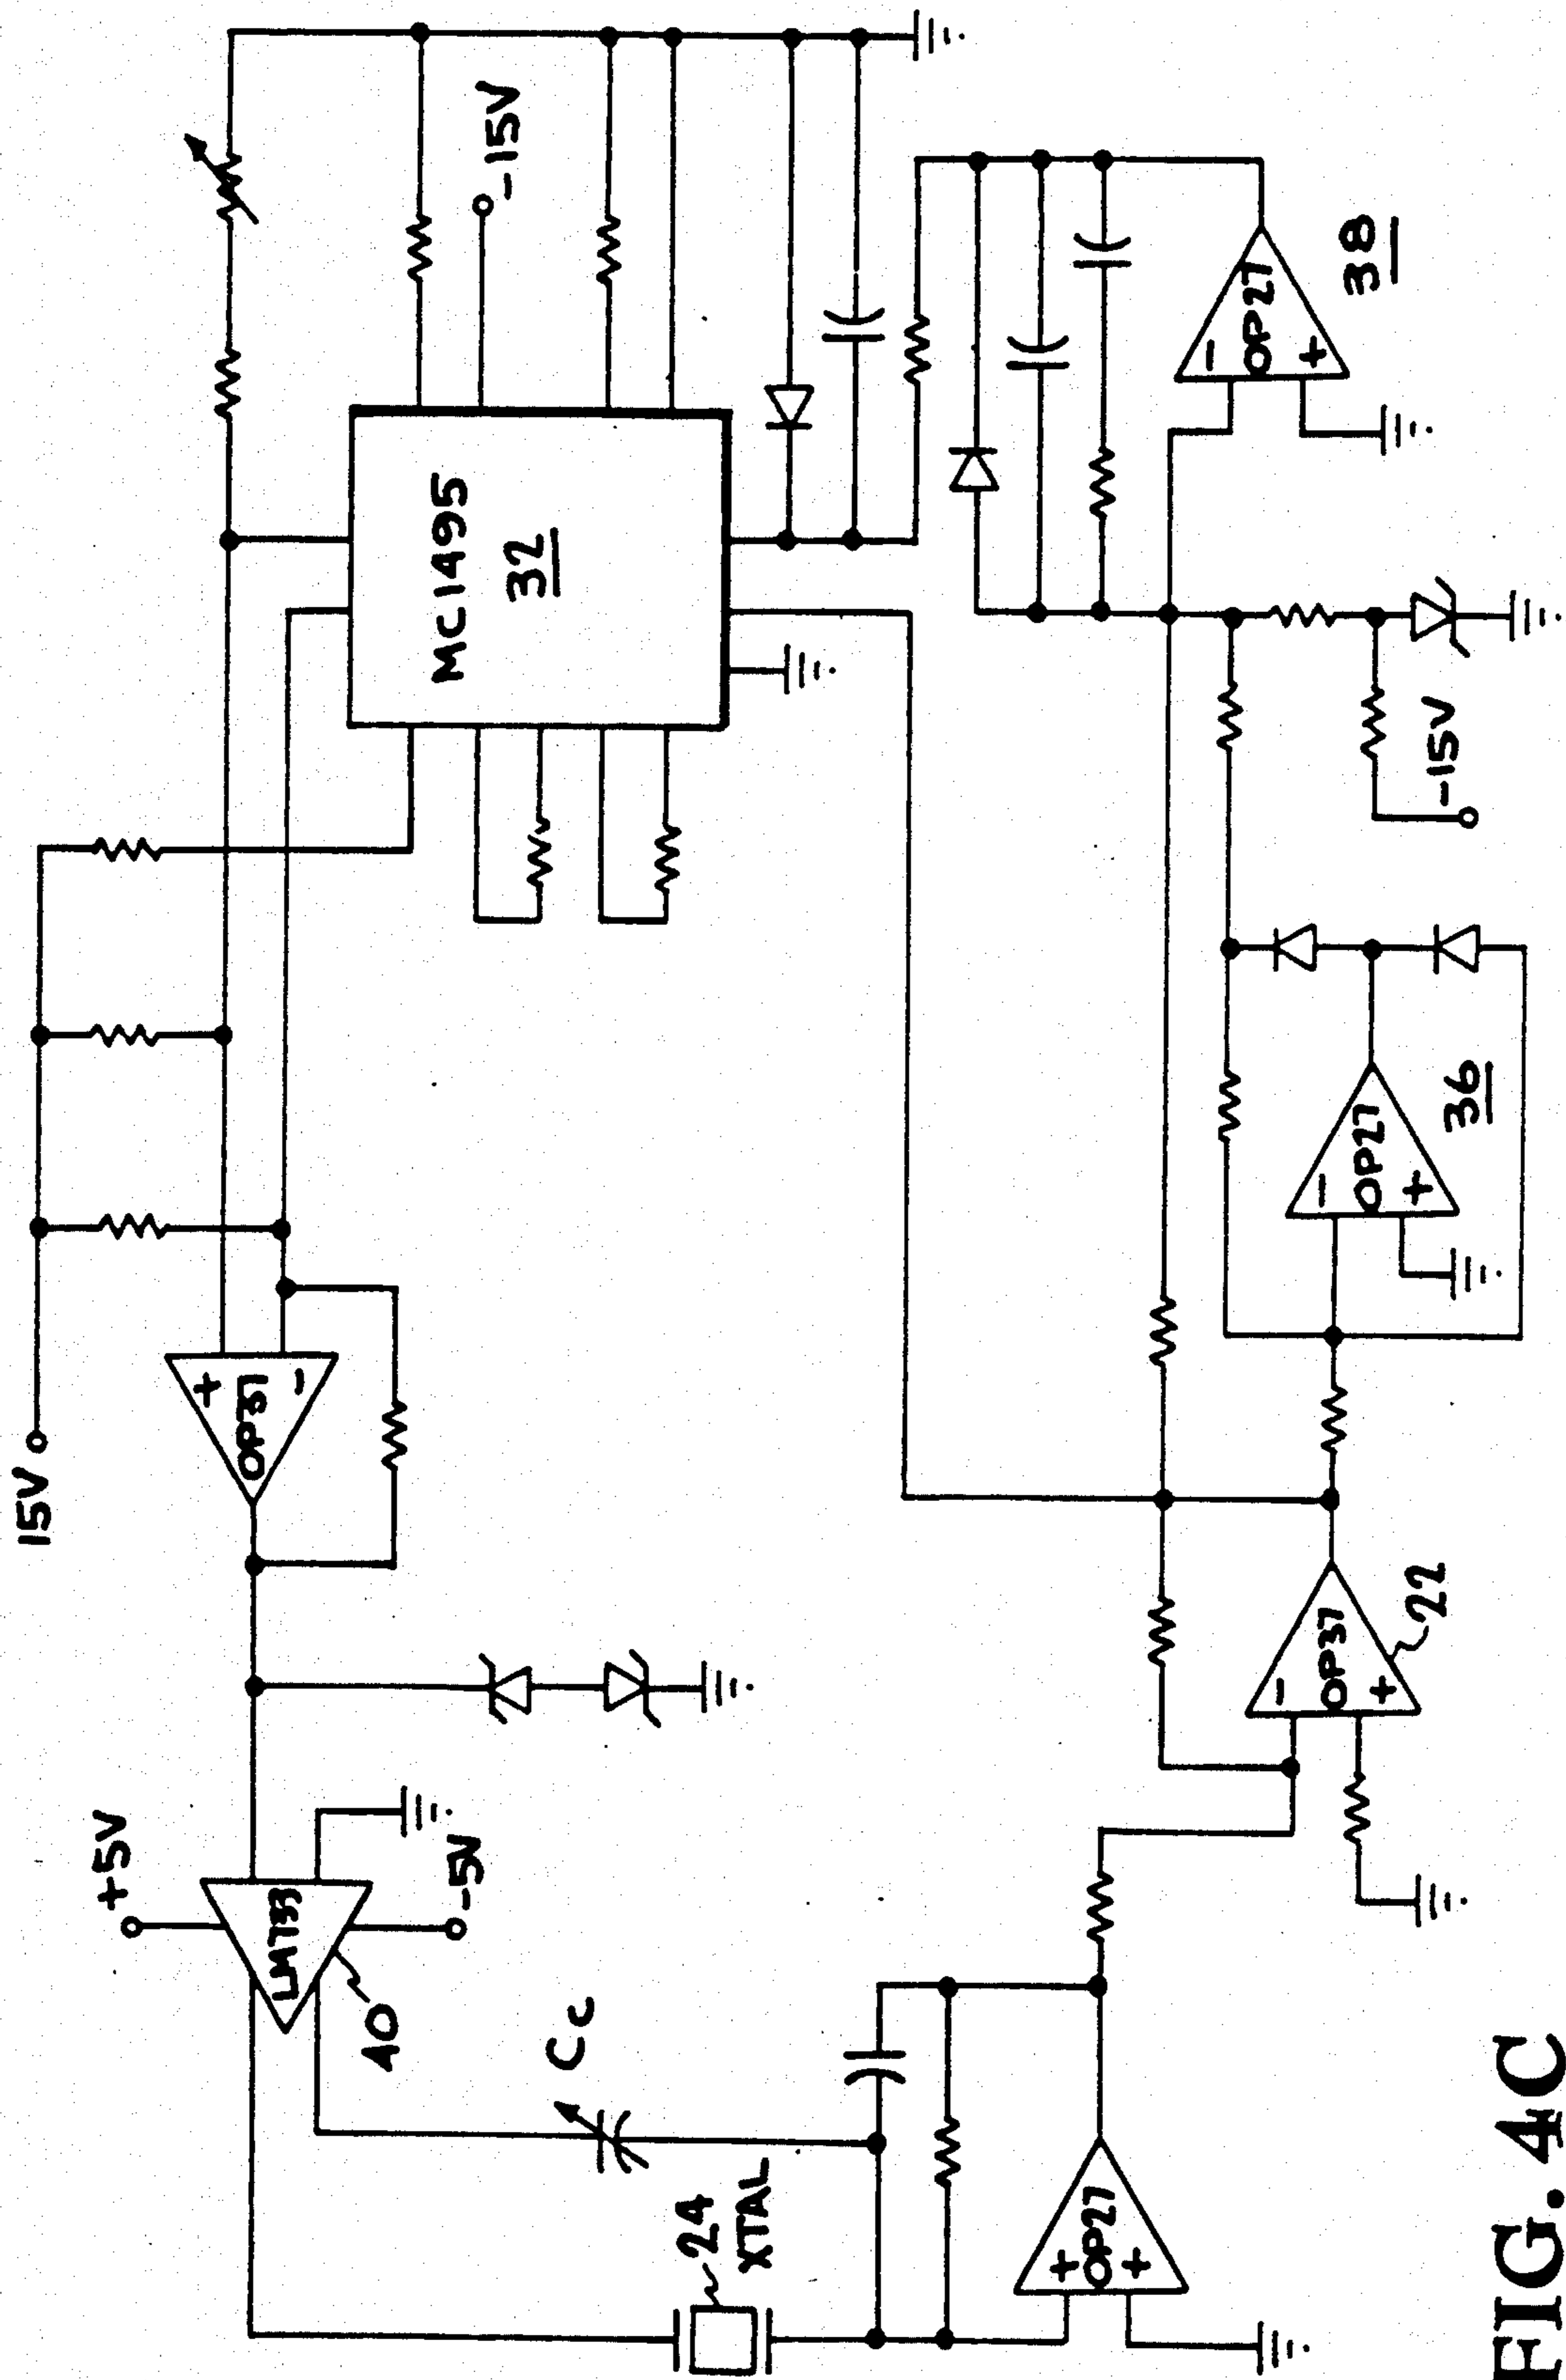 15V
+
OP37
-
+5V
LM733
-5V
40
Cc
24
XTAL
+
OP27
+
-
OP37
+
22
-
OP27
+
36
-15V
-
OP27
+
38
MC1495
32
-15V
FIG. 4C